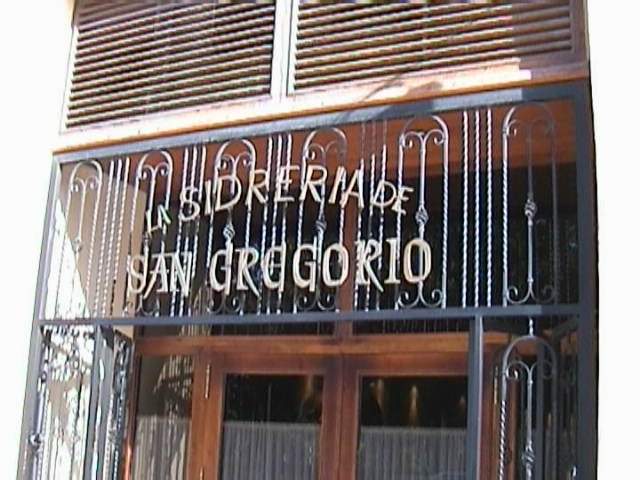 LA SIDRERIA DE
SAN GREGORIO